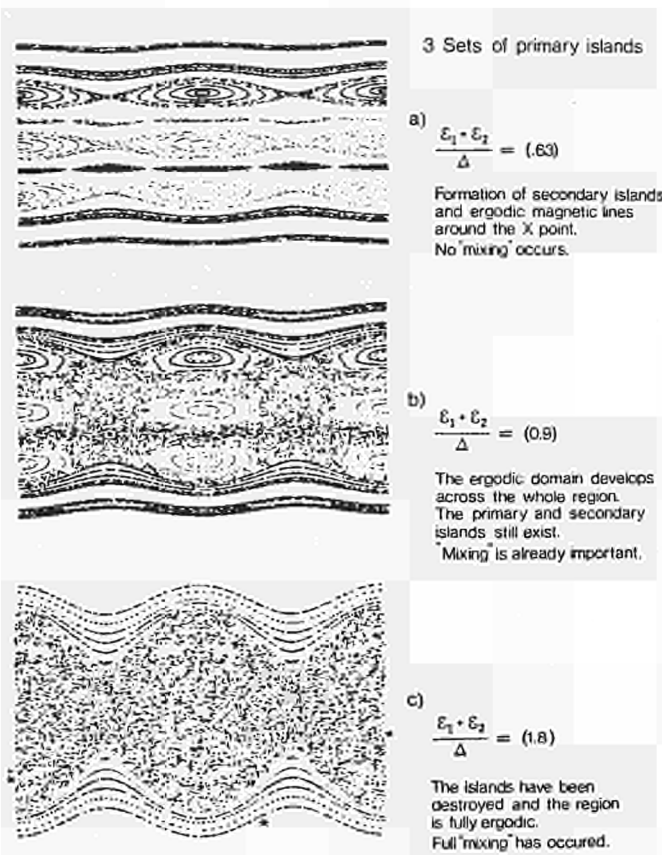 3 Sets of primary islands
a)
ε₁ + ε₂ / Δ = (.63)
Formation of secondary islands
and ergodic magnetic lines
around the X point.
No "mixing" occurs.
b)
ε₁ + ε₂ / Δ = (0.9)
The ergodic domain develops
across the whole region.
The primary and secondary
islands still exist.
"Mixing" is already important.
c)
ε₁ + ε₂ / Δ = (1.8)
The islands have been
destroyed and the region
is fully ergodic.
Full "mixing" has occured.